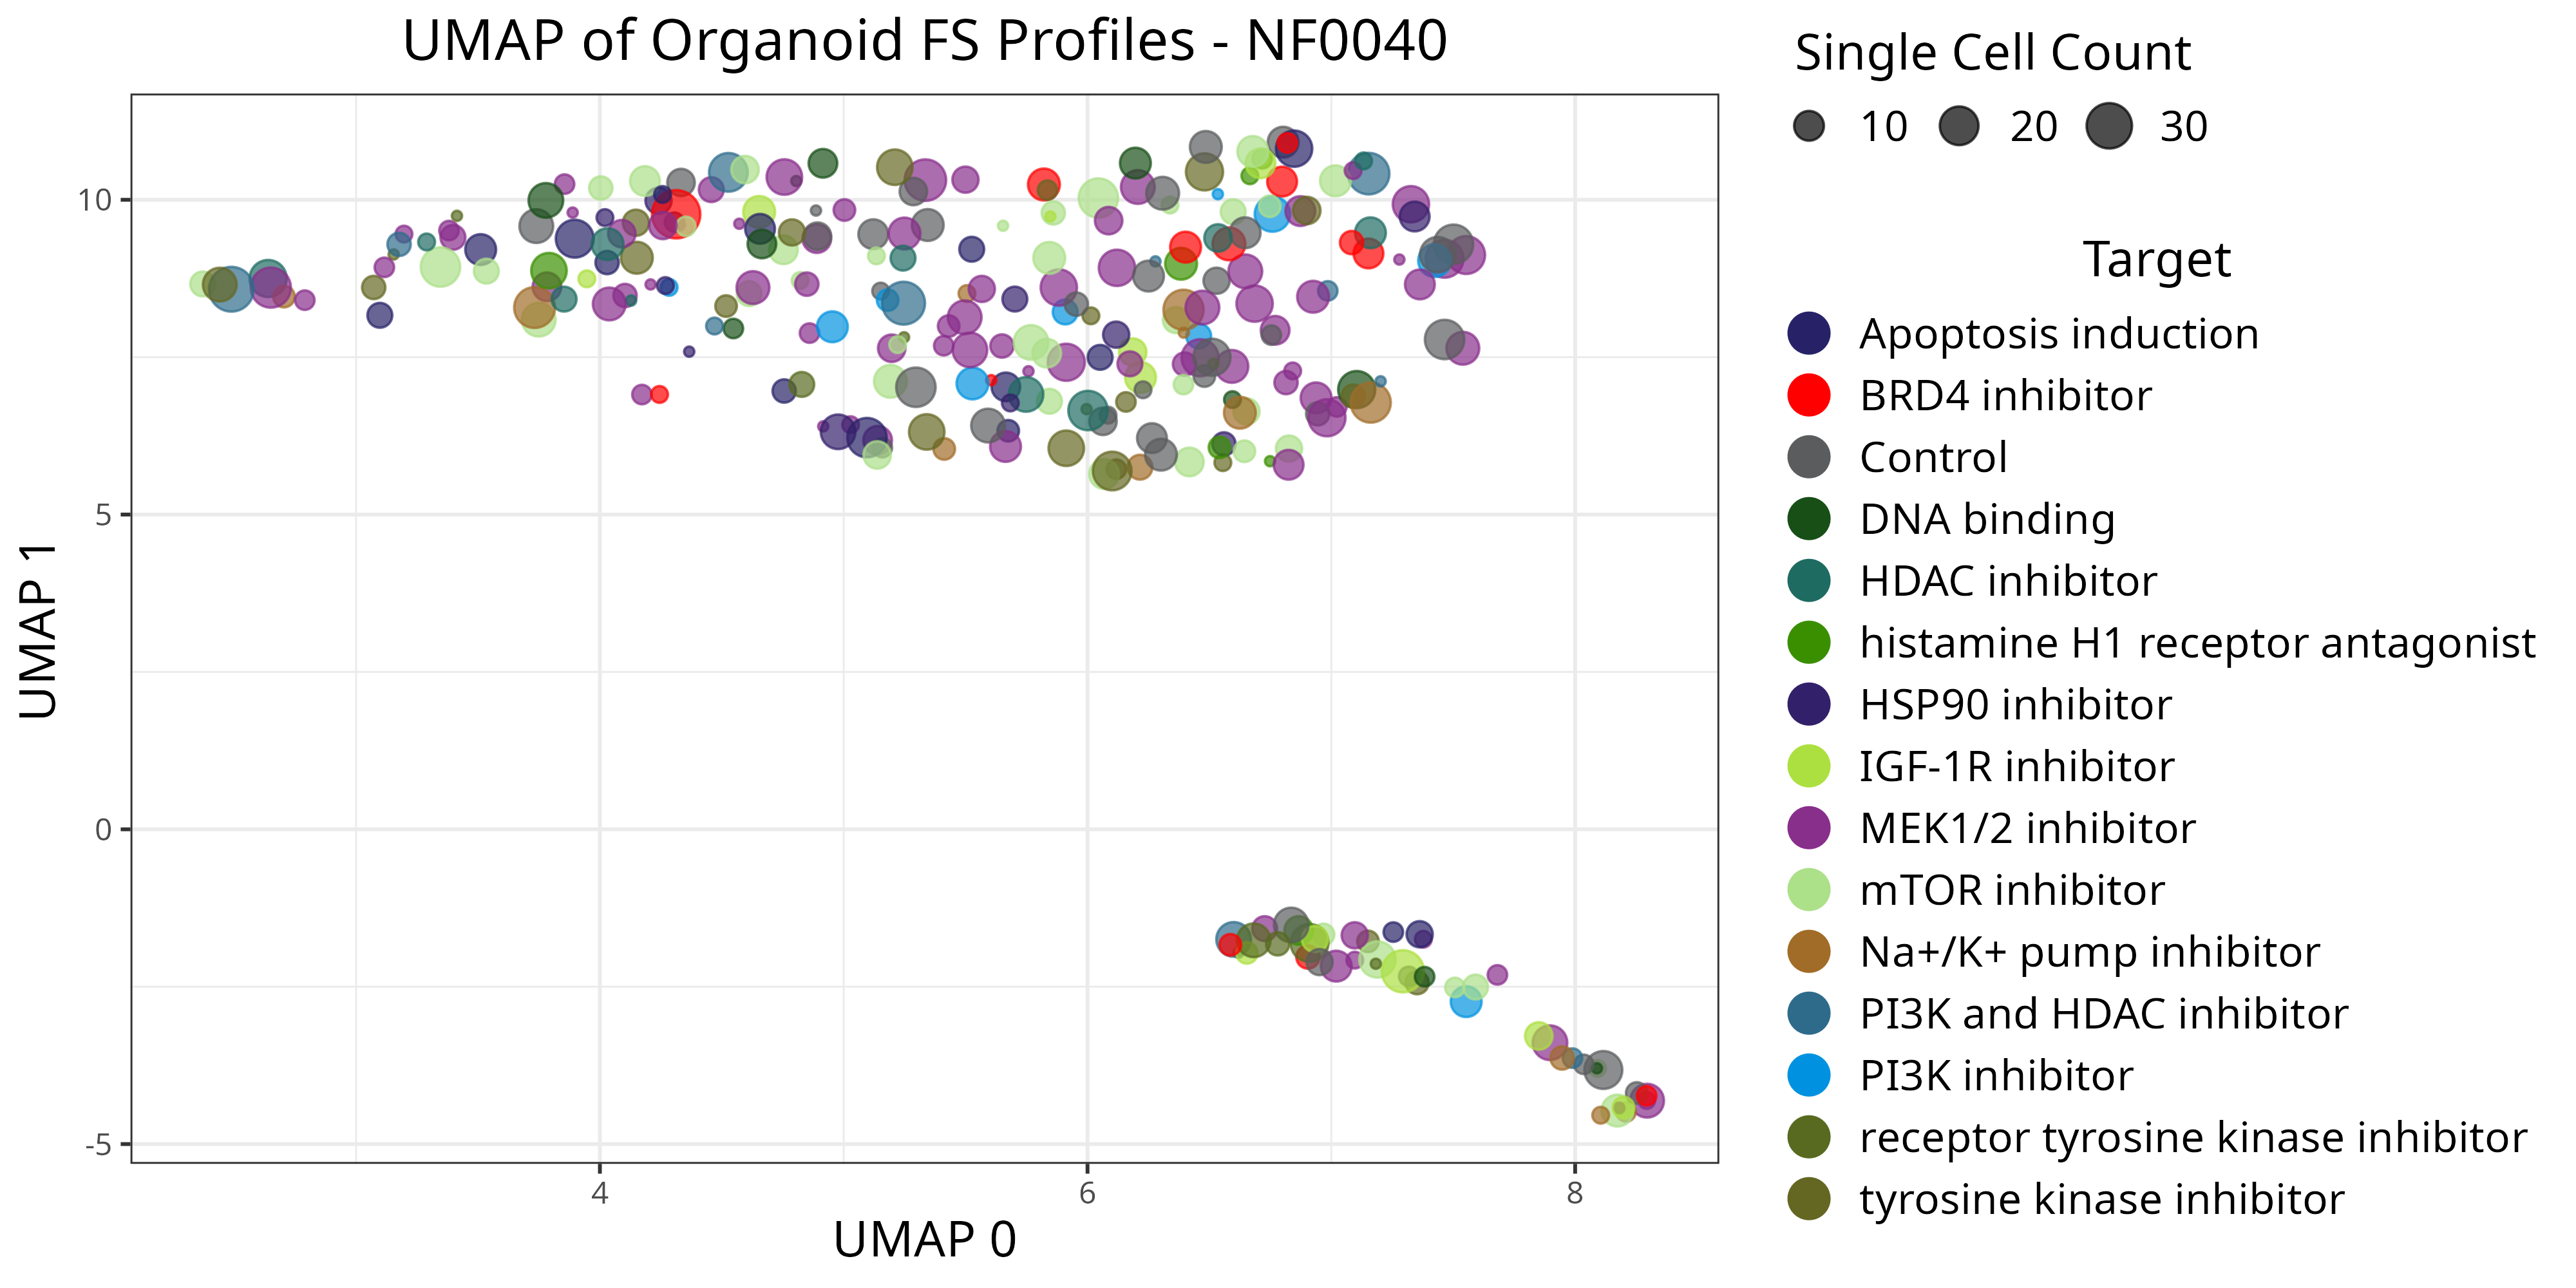 UMAP of Organoid FS Profiles - NF0040
UMAP 1
10
5
0
-5
4 6 8
UMAP 0
Single Cell Count
10 20 30
Target
Apoptosis induction
BRD4 inhibitor
Control
DNA binding
HDAC inhibitor
histamine H1 receptor antagonist
HSP90 inhibitor
IGF-1R inhibitor
MEK1/2 inhibitor
mTOR inhibitor
Na+/K+ pump inhibitor
PI3K and HDAC inhibitor
PI3K inhibitor
receptor tyrosine kinase inhibitor
tyrosine kinase inhibitor